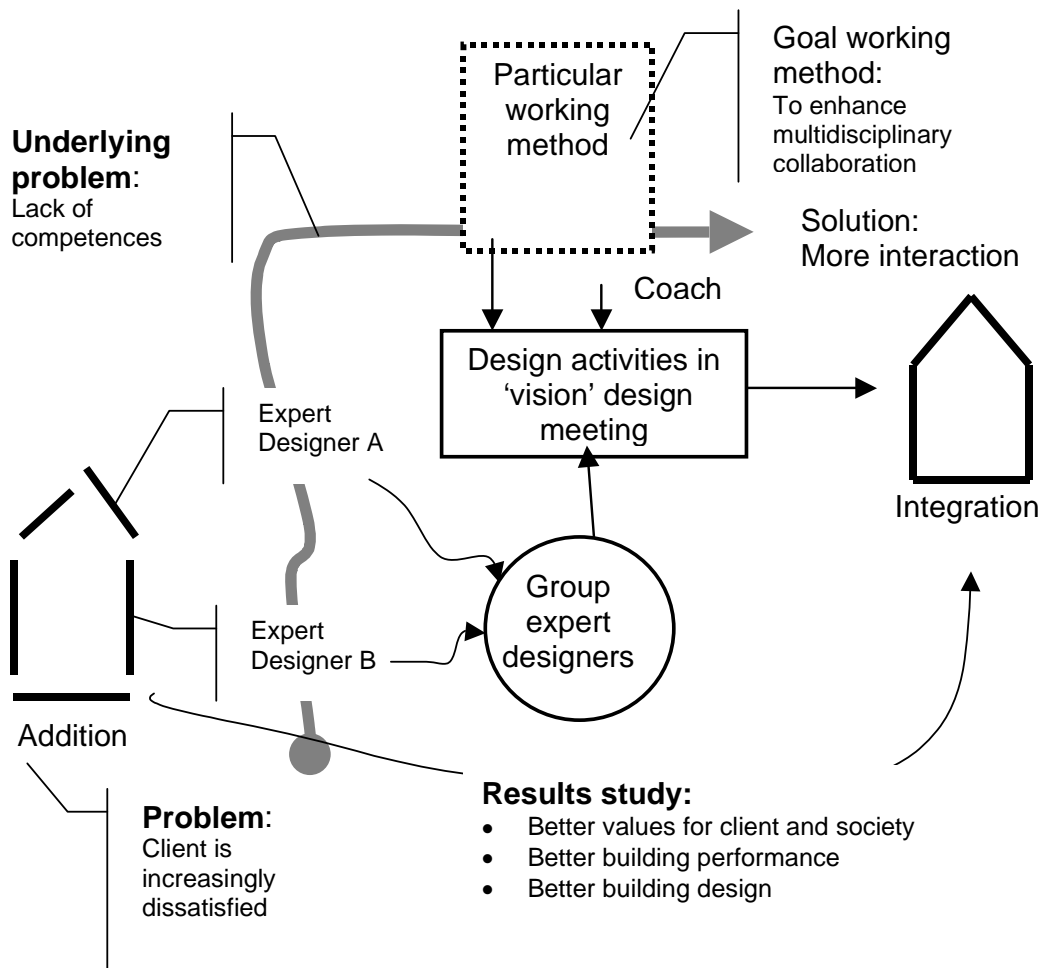 Goal working
method:
To enhance
multidisciplinary
collaboration
Particular
working
method
Underlying
problem:
Lack of
competences
Solution:
More interaction
Coach
Design activities in
‘vision’ design
meeting
Expert
Designer A
Integration
Group
expert
designers
Expert
Designer B
Addition
Problem:
Client is
increasingly
dissatisfied
Results study:
• Better values for client and society
• Better building performance
• Better building design